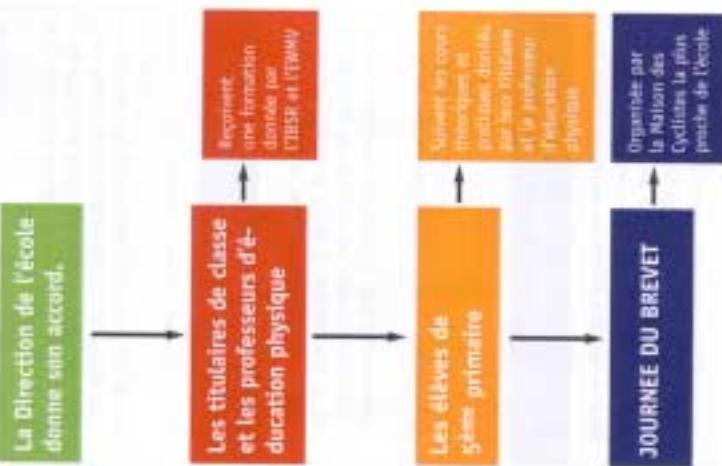 La Direction de l'école
donne son accord.
Les titulaires de classe
et les professeurs d'é-
ducation physique
Reçoivent
une formation
donnée par
l'IBSR et l'EWMV
Les élèves de
5ème primaire
Suivent les cours
théoriques et
pratiques donnés
par leur titulaire
et le professeur
d'éducation
physique
JOURNEE DU BREVET
Organisée par
la Maison des
Cyclistes la plus
proche de l'école